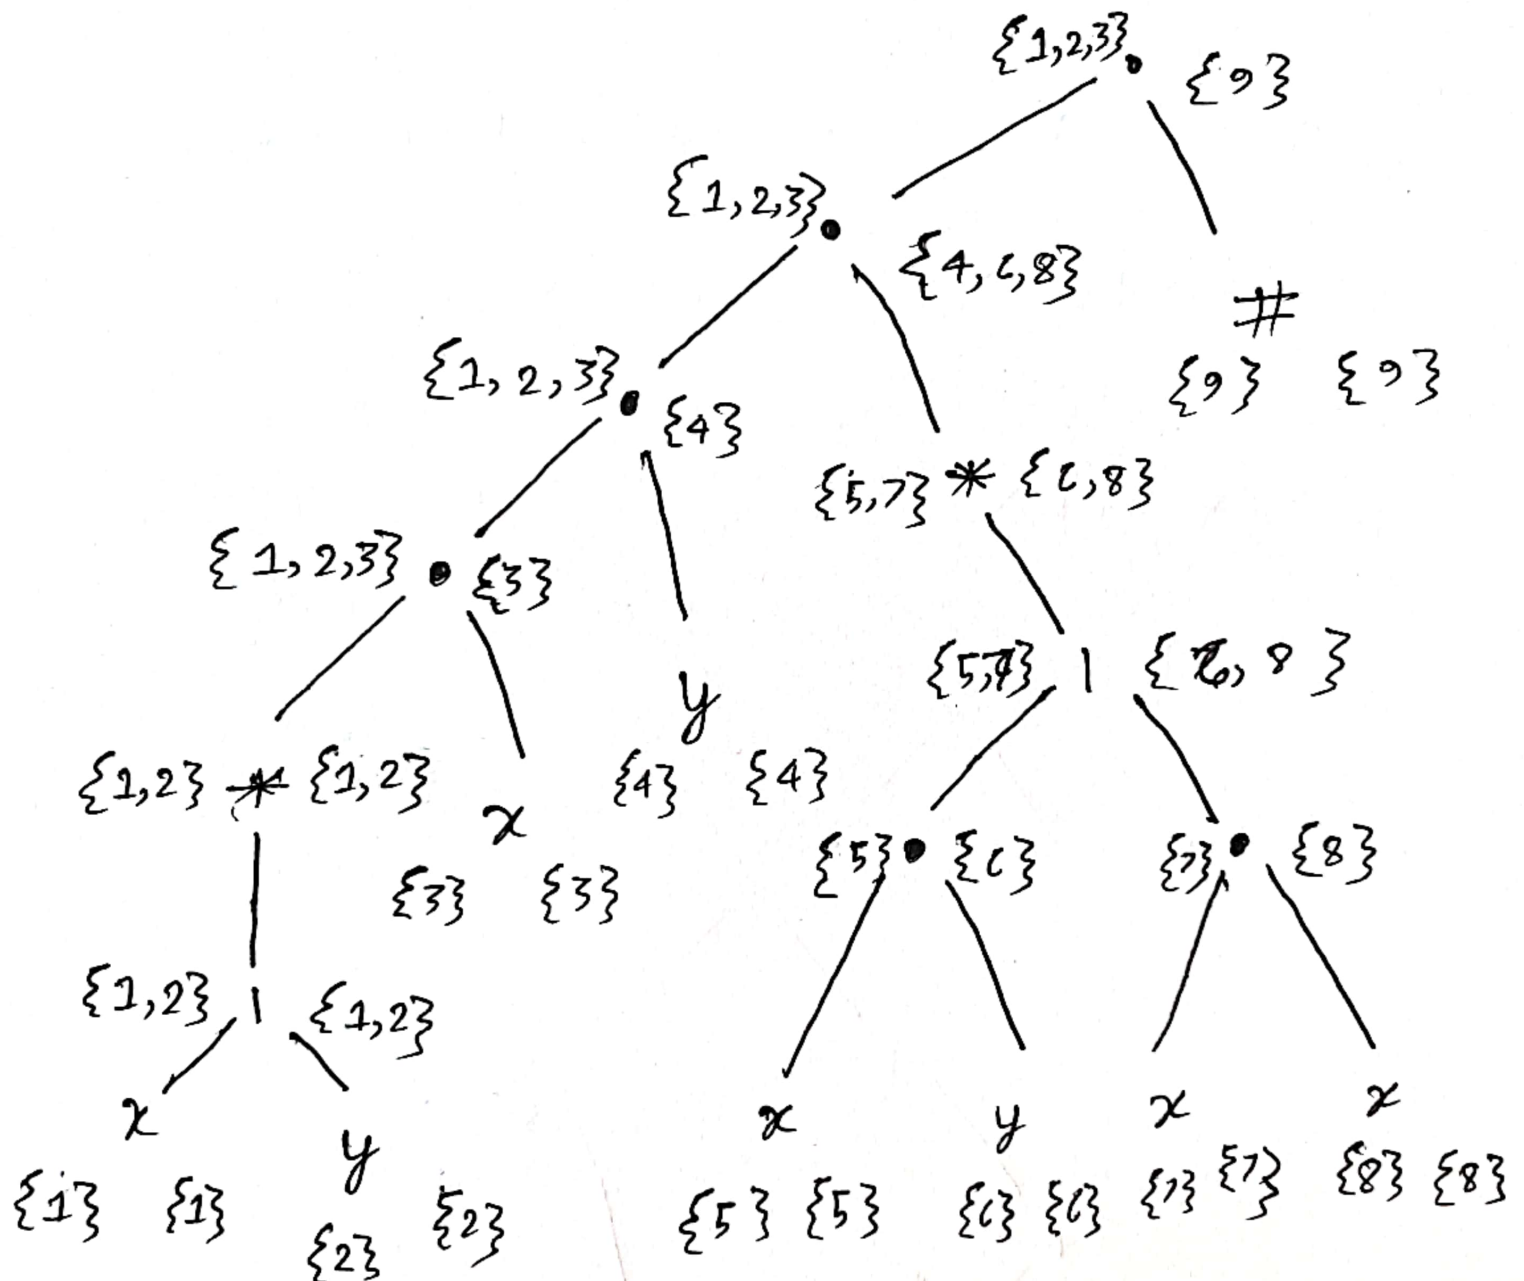 {1,2,3} • {9}
{1,2,3} • {4,6,8}
#
{9} {9}
{1,2,3} • {4}
{5,7} * {6,8}
{1,2,3} • {3}
y
{4} {4}
{5,7} | {6,8}
{1,2} * {1,2}
x
{3} {3}
{5} • {6} {7} • {8}
{1,2} | {1,2}
x y x y x x
{1} {1} {2} {2} {5} {5} {6} {6} {7} {7} {8} {8}